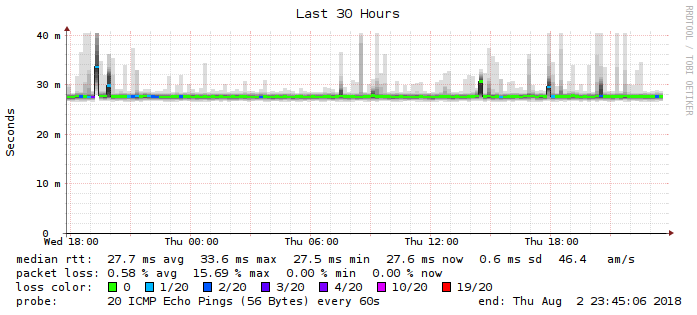 Last 30 Hours
RRDTOOL / TOBI OETIKER
Seconds
40 m
30 m
20 m
10 m
0
Wed 18:00 Thu 00:00 Thu 06:00 Thu 12:00 Thu 18:00
median rtt: 27.7 ms avg 33.6 ms max 27.5 ms min 27.6 ms now 0.6 ms sd 46.4 am/s
packet loss: 0.58 % avg 15.69 % max 0.00 % min 0.00 % now
loss color: 0 1/20 2/20 3/20 4/20 10/20 19/20
probe: 20 ICMP Echo Pings (56 Bytes) every 60s end: Thu Aug 2 23:45:06 2018